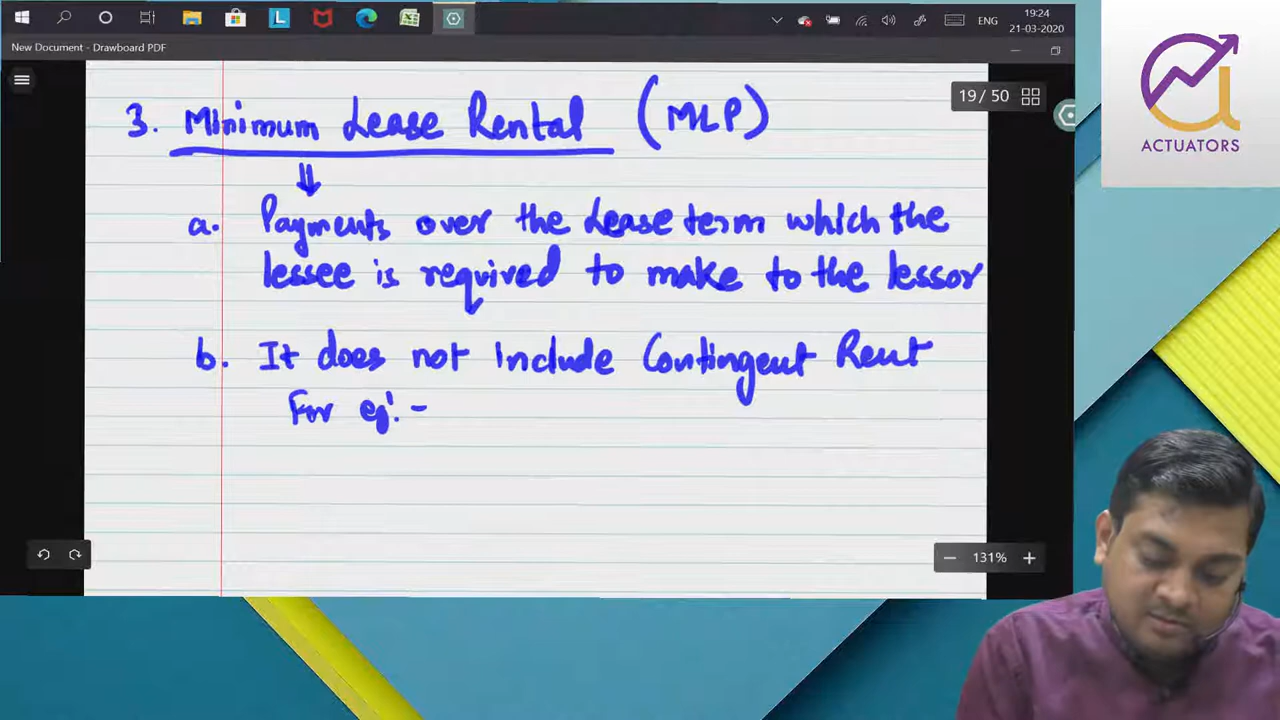 19:24
ENG
21-03-2020
New Document - Drawboard PDF
19 / 50
3. Minimum Lease Rental (MLP)
a. Payments over the Lease term which the
lessee is required to make to the lessor
b. It does not Include Contingent Rent
For eg:-
131%
ACTUATORS